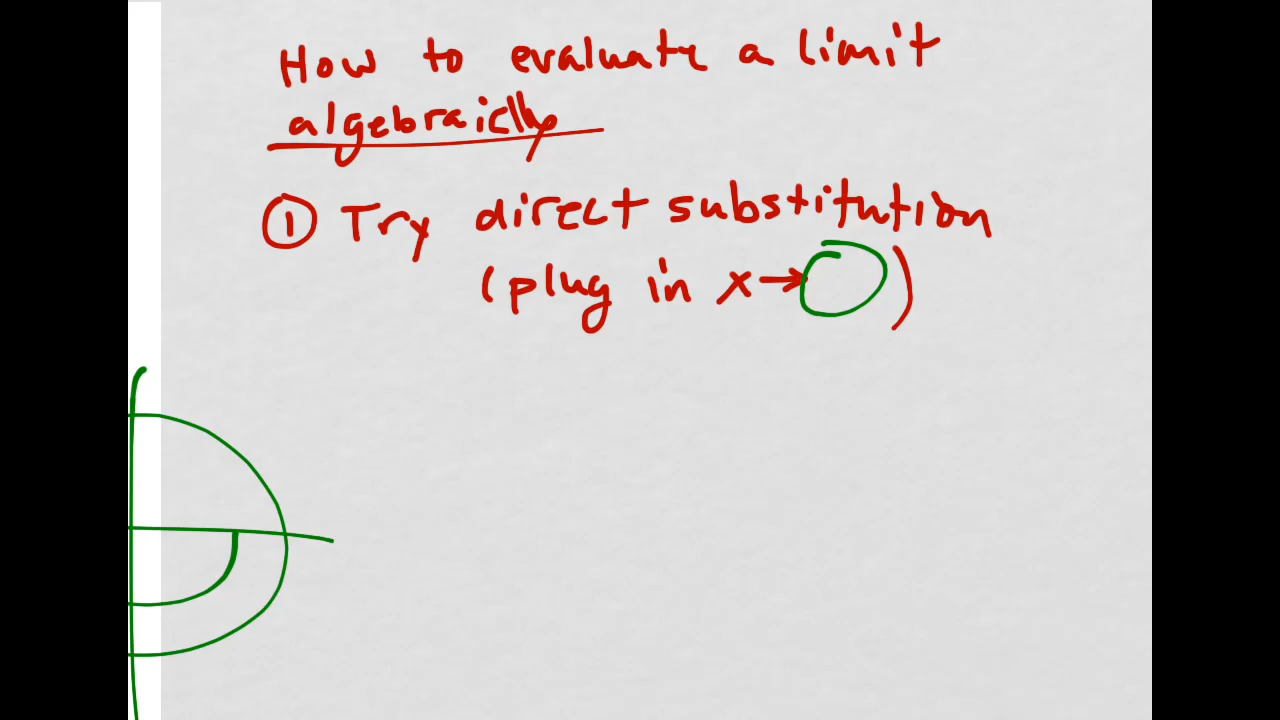 How to evaluate a limit
algebraiclly
① Try direct substitution
(plug in x→ )